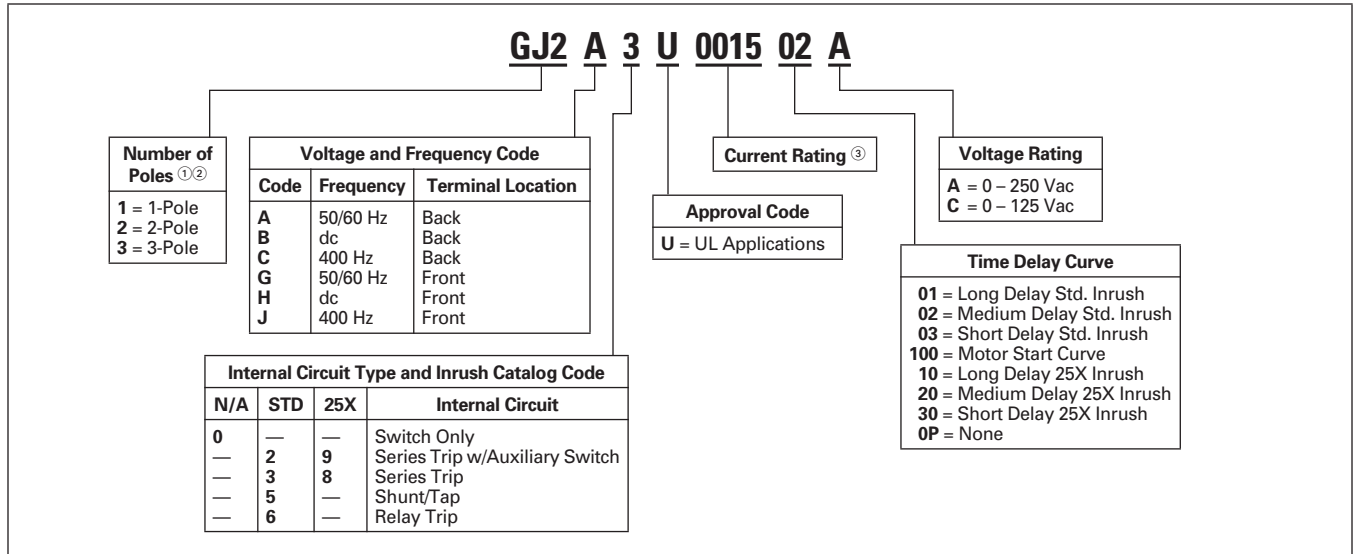 GJ2 A 3 U 0015 02 A
Number of
Poles ①②
1 = 1-Pole
2 = 2-Pole
3 = 3-Pole
Voltage and Frequency Code
Code Frequency Terminal Location
A 50/60 Hz Back
B dc Back
C 400 Hz Back
G 50/60 Hz Front
H dc Front
J 400 Hz Front
Current Rating ③
Approval Code
U = UL Applications
Voltage Rating
A = 0 – 250 Vac
C = 0 – 125 Vac
Time Delay Curve
01 = Long Delay Std. Inrush
02 = Medium Delay Std. Inrush
03 = Short Delay Std. Inrush
100 = Motor Start Curve
10 = Long Delay 25X Inrush
20 = Medium Delay 25X Inrush
30 = Short Delay 25X Inrush
0P = None
Internal Circuit Type and Inrush Catalog Code
N/A STD 25X Internal Circuit
0 — — Switch Only
— 2 9 Series Trip w/Auxiliary Switch
— 3 8 Series Trip
— 5 — Shunt/Tap
— 6 — Relay Trip